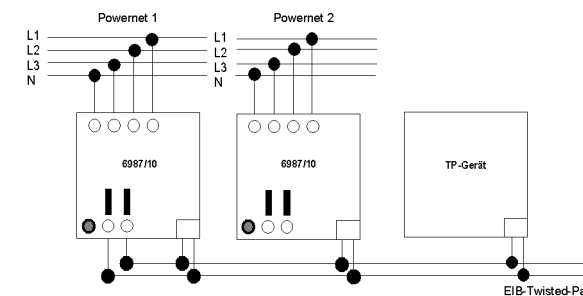 Powernet 1
Powernet 2
L1
L2
L3
N
L1
L2
L3
N
6987/10
6987/10
TP-Gerät
EIB-Twisted-Pa